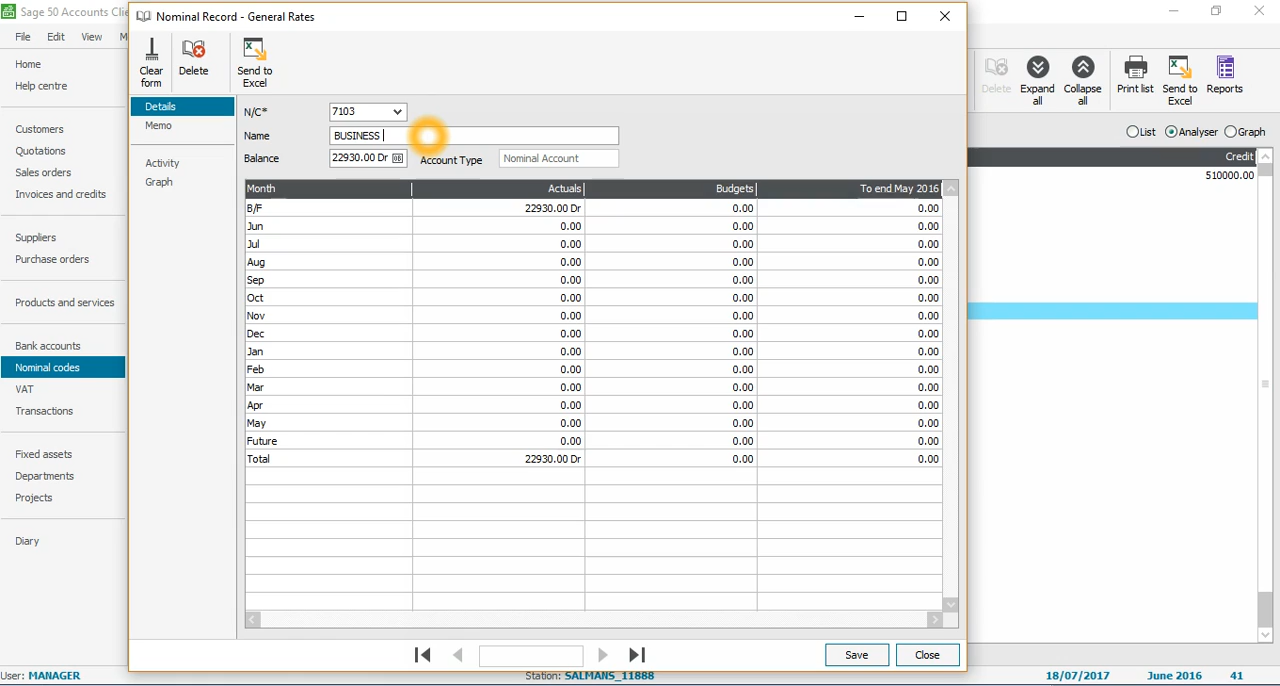 Sage 50 Accounts Clie
Nominal Record - General Rates
File Edit View M
Clear form
Delete
Send to Excel
Delete
Expand all
Collapse all
Print list
Send to Excel
Reports
Home
Help centre
Customers
Quotations
Sales orders
Invoices and credits
Suppliers
Purchase orders
Products and services
Bank accounts
Nominal codes
VAT
Transactions
Fixed assets
Departments
Projects
Diary
Details
Memo
Activity
Graph
N/C* 7103
Name BUSINESS
Balance 22930.00 Dr OB Account Type Nominal Account
List Analyser Graph
Credit
510000.00
Month Actuals Budgets To end May 2016
B/F 22930.00 Dr 0.00 0.00
Jun 0.00 0.00 0.00
Jul 0.00 0.00 0.00
Aug 0.00 0.00 0.00
Sep 0.00 0.00 0.00
Oct 0.00 0.00 0.00
Nov 0.00 0.00 0.00
Dec 0.00 0.00 0.00
Jan 0.00 0.00 0.00
Feb 0.00 0.00 0.00
Mar 0.00 0.00 0.00
Apr 0.00 0.00 0.00
May 0.00 0.00 0.00
Future 0.00 0.00 0.00
Total 22930.00 Dr 0.00 0.00
Save Close
User: MANAGER Station: SALMANS_11888 18/07/2017 June 2016 41